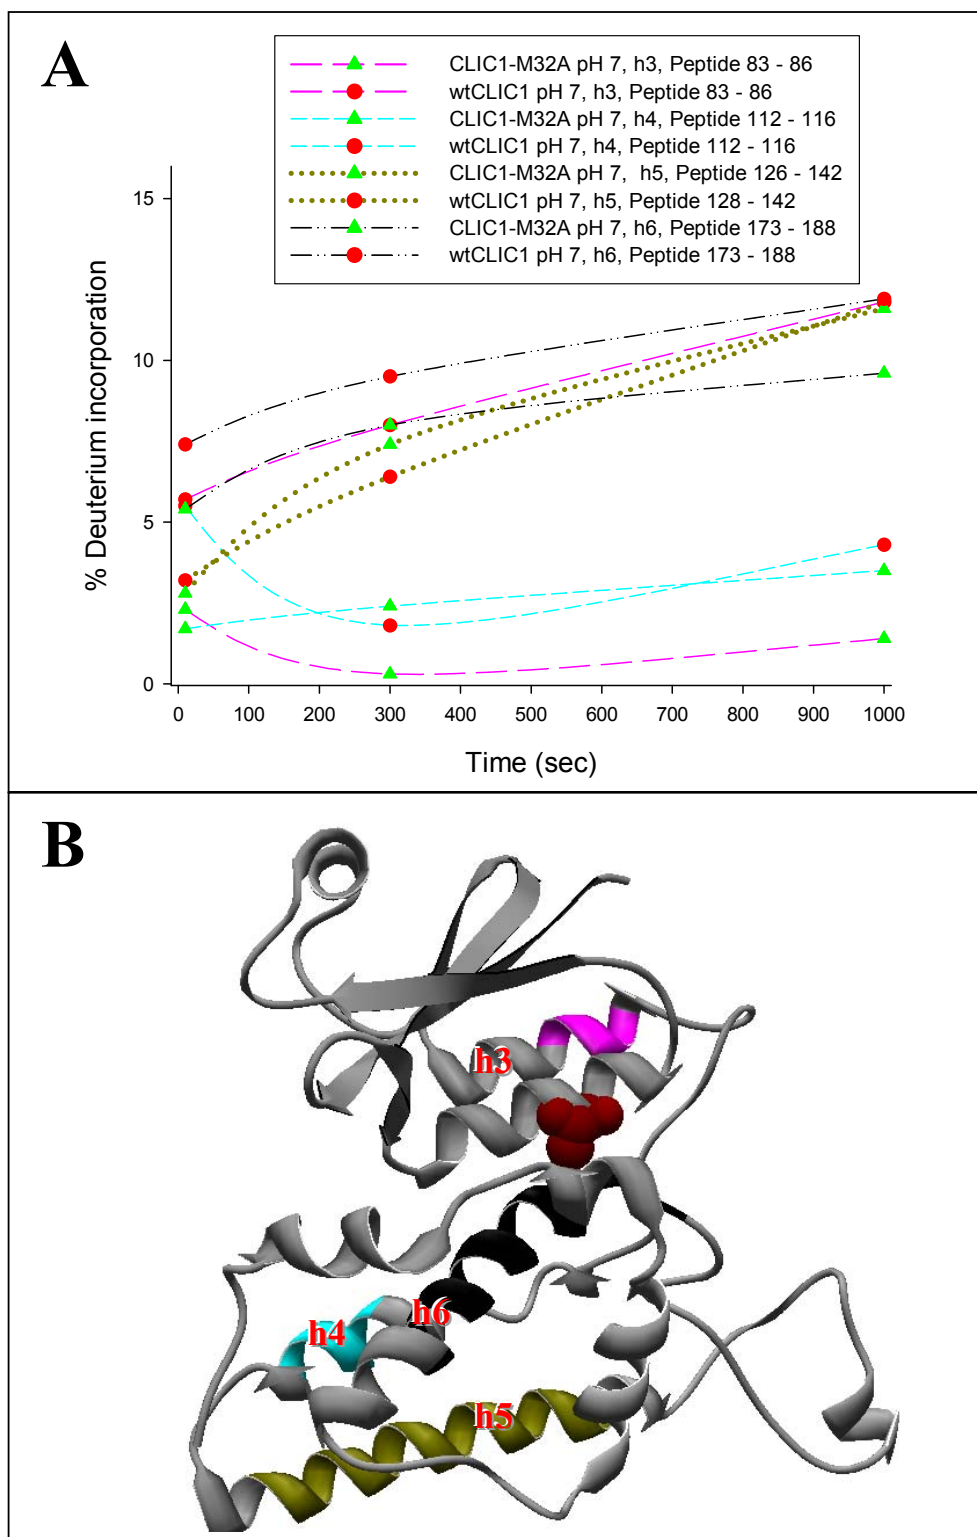 A
CLIC1-M32A pH 7, h3, Peptide 83 - 86
wtCLIC1 pH 7, h3, Peptide 83 - 86
CLIC1-M32A pH 7, h4, Peptide 112 - 116
wtCLIC1 pH 7, h4, Peptide 112 - 116
CLIC1-M32A pH 7, h5, Peptide 126 - 142
wtCLIC1 pH 7, h5, Peptide 128 - 142
CLIC1-M32A pH 7, h6, Peptide 173 - 188
wtCLIC1 pH 7, h6, Peptide 173 - 188
% Deuterium incorporation
15
10
5
0
0 100 200 300 400 500 600 700 800 900 1000
Time (sec)
B
h3
h6
h4
h5